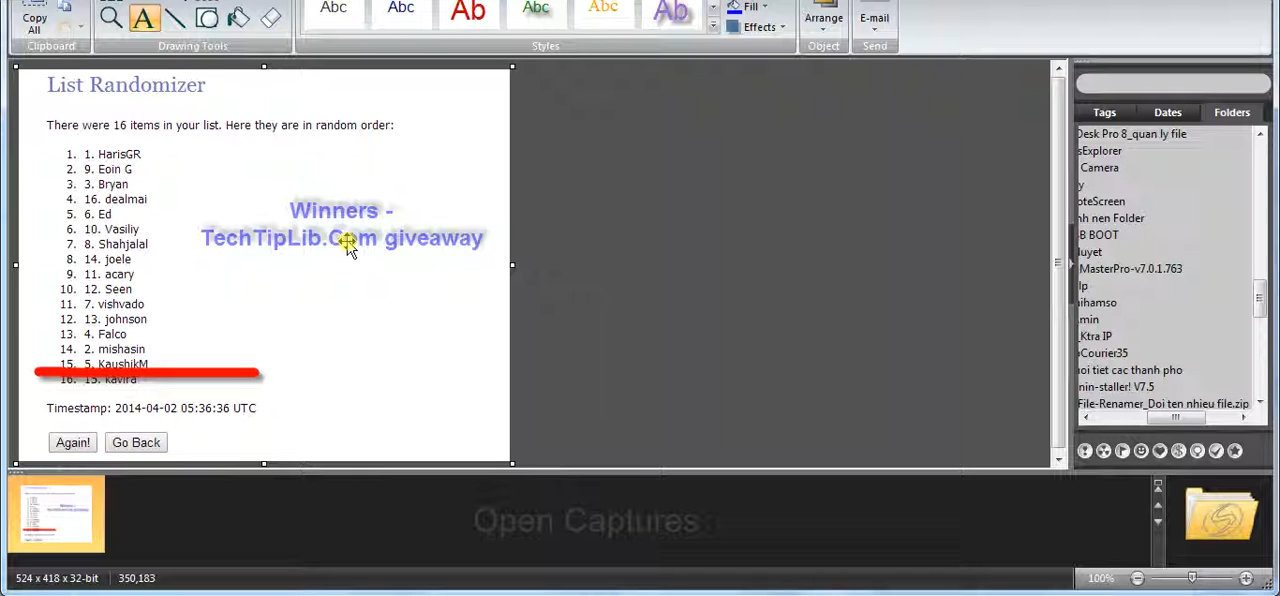 Copy
All
Clipboard
Drawing Tools
Abc
Abc
Ab
Abc
Abc
Ab
Styles
Fill
Effects
Arrange
Object
E-mail
Send
List Randomizer
There were 16 items in your list. Here they are in random order:
1. 1. HarisGR
2. 9. Eoin G
3. 3. Bryan
4. 16. dealmai
5. 6. Ed
6. 10. Vasiliy
7. 8. Shahjalal
8. 14. joele
9. 11. acary
10. 12. Seen
11. 7. vishvado
12. 13. johnson
13. 4. Falco
14. 2. mishasin
15. 5. KaushikM
16. 15. kavira
Winners -
TechTipLib.Com giveaway
Timestamp: 2014-04-02 05:36:36 UTC
Again!
Go Back
Tags
Dates
Folders
Desk Pro 8_quan ly file
sExplorer
Camera
y
oteScreen
h nen Folder
B BOOT
luyet
MasterPro-v7.0.1.763
lp
nihamso
min
_Ktra IP
oCourier35
oi tiet cac thanh pho
nin-staller! V7.5
File-Renamer_Doi ten nhieu file.zip
Open Captures
524 x 418 x 32-bit
350,183
100%